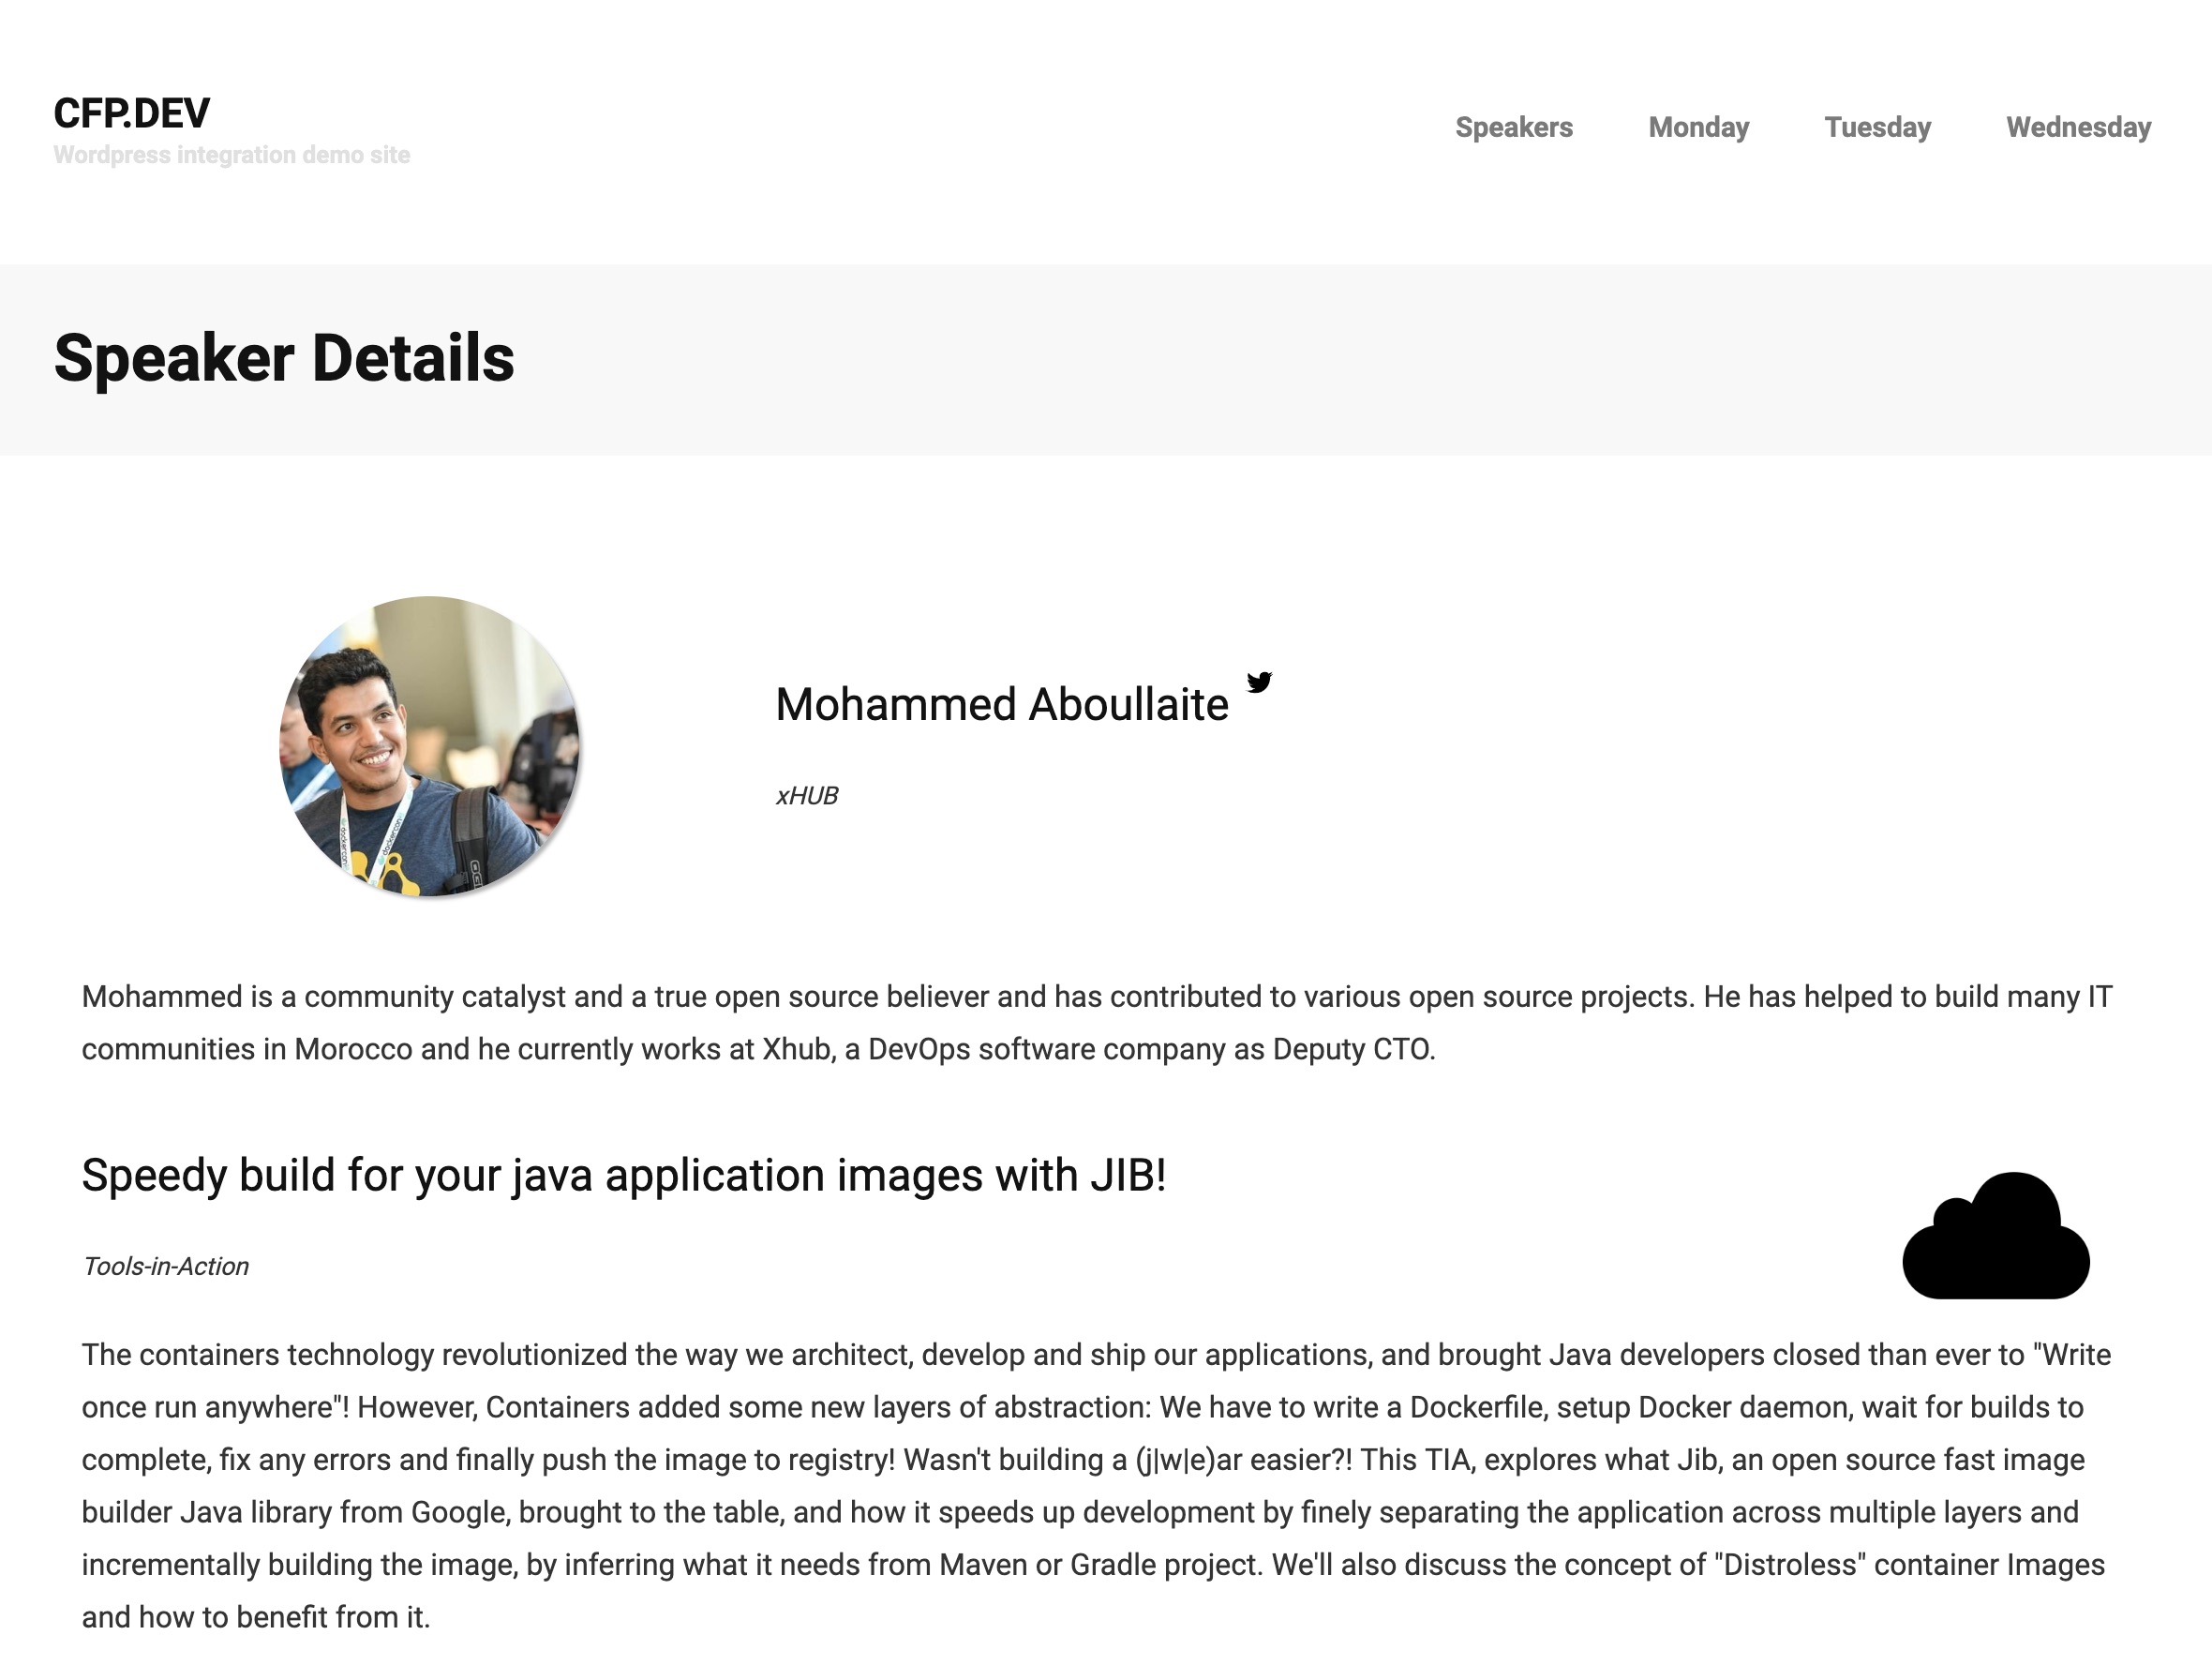 CFP.DEV
Wordpress integration demo site
Speakers Monday Tuesday Wednesday
Speaker Details
Mohammed Aboullaite
xHUB
dockercon
Mohammed is a community catalyst and a true open source believer and has contributed to various open source projects. He has helped to build many IT
communities in Morocco and he currently works at Xhub, a DevOps software company as Deputy CTO.
Speedy build for your java application images with JIB!
Tools-in-Action
The containers technology revolutionized the way we architect, develop and ship our applications, and brought Java developers closed than ever to "Write
once run anywhere"! However, Containers added some new layers of abstraction: We have to write a Dockerfile, setup Docker daemon, wait for builds to
complete, fix any errors and finally push the image to registry! Wasn't building a (j|w|e)ar easier?! This TIA, explores what Jib, an open source fast image
builder Java library from Google, brought to the table, and how it speeds up development by finely separating the application across multiple layers and
incrementally building the image, by inferring what it needs from Maven or Gradle project. We'll also discuss the concept of "Distroless" container Images
and how to benefit from it.